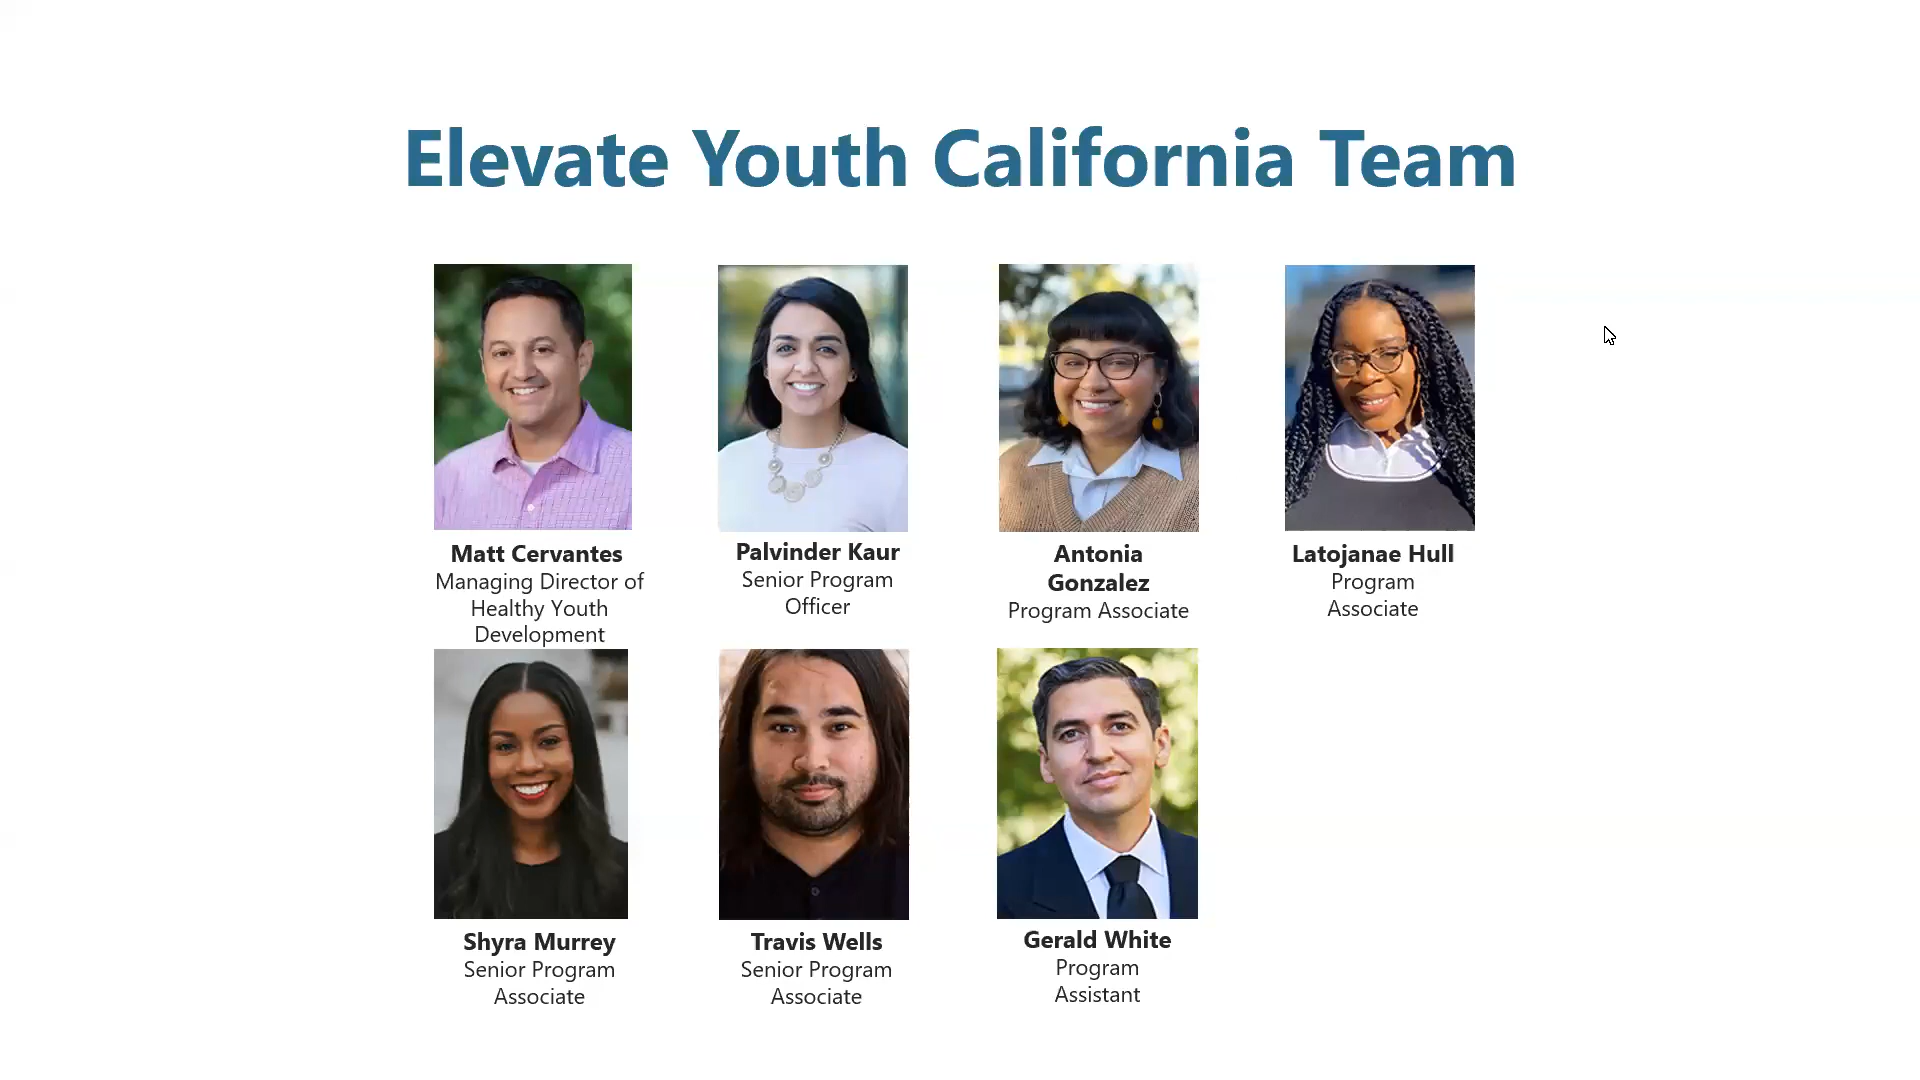 Elevate Youth California Team
Matt Cervantes
Managing Director of
Healthy Youth
Development
Palvinder Kaur
Senior Program
Officer
Antonia
Gonzalez
Program Associate
Latojanae Hull
Program
Associate
Shyra Murrey
Senior Program
Associate
Travis Wells
Senior Program
Associate
Gerald White
Program
Assistant